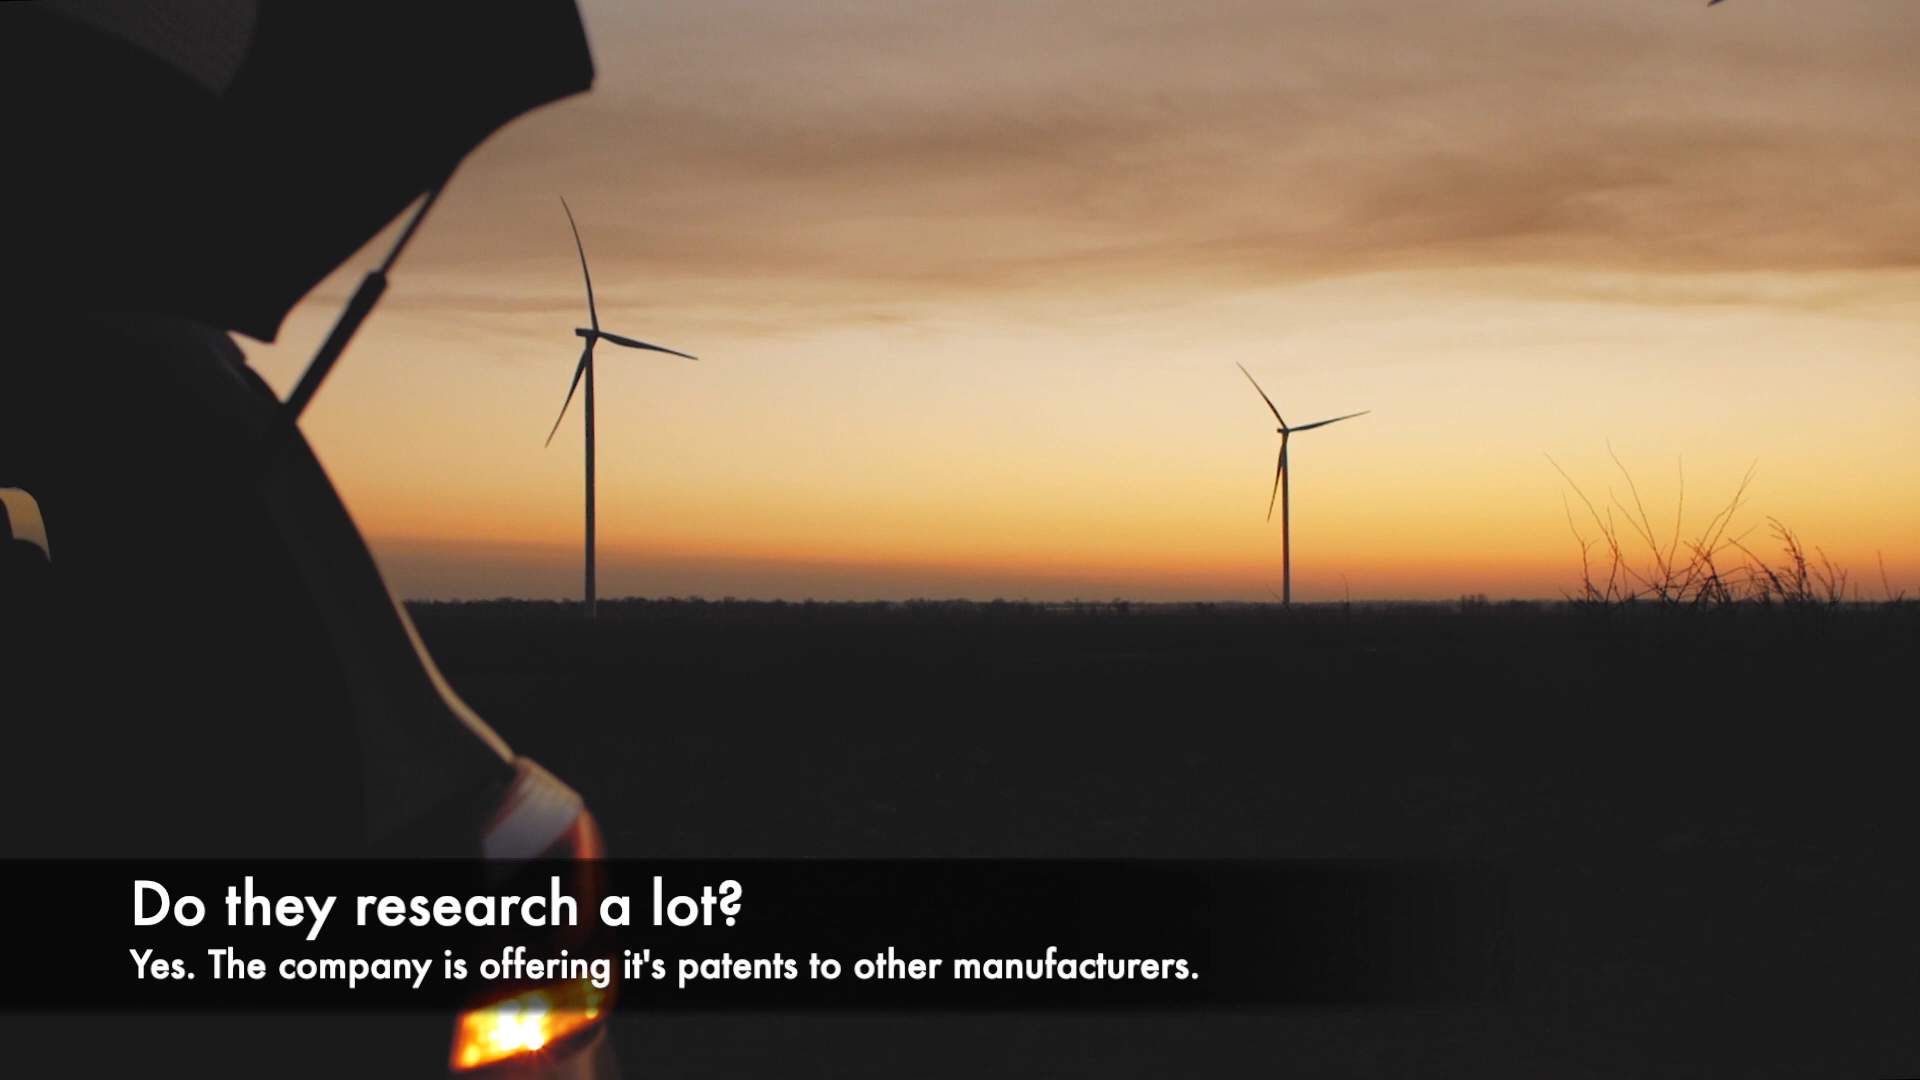 Do they research a lot?
Yes. The company is offering it's patents to other manufacturers.